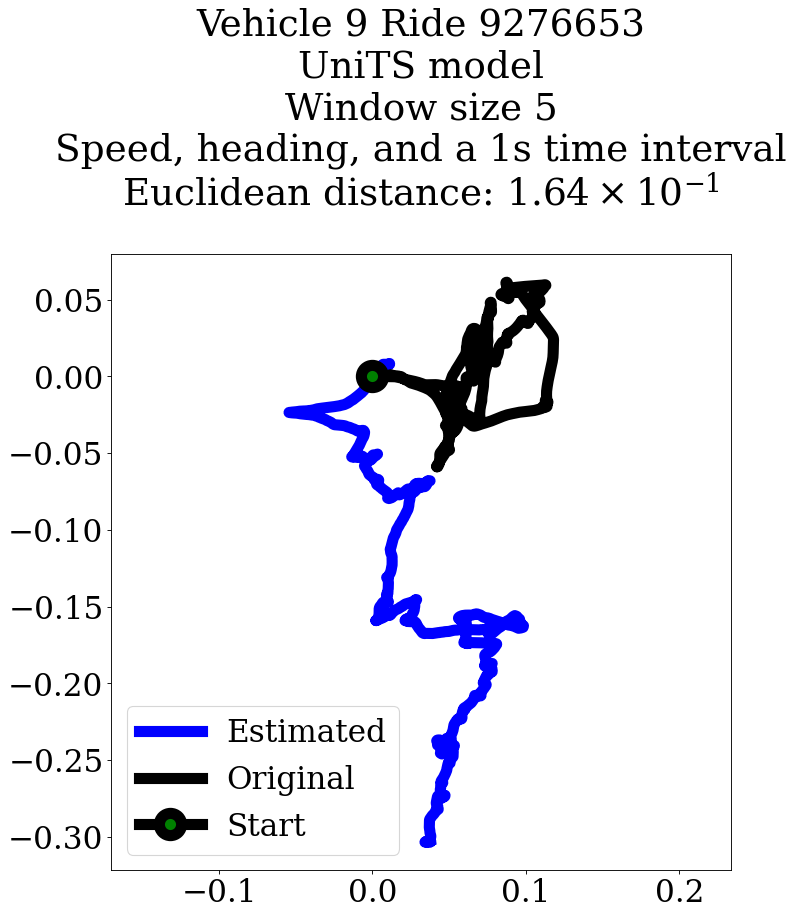 Vehicle 9 Ride 9276653
UniTS model
Window size 5
Speed, heading, and a 1s time interval
Euclidean distance: 1.64 × 10⁻¹
0.05
0.00
−0.05
−0.10
−0.15
−0.20
−0.25
−0.30
Estimated
Original
Start
−0.1
0.0
0.1
0.2